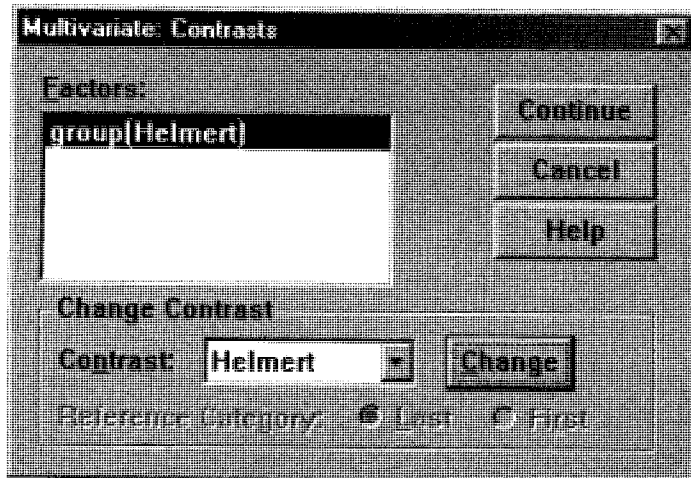 Multivariate: Contrasts
Factors:
group(Helmert)
Continue
Cancel
Help
Change Contrast
Contrast: Helmert Change
Reference Category: Last First